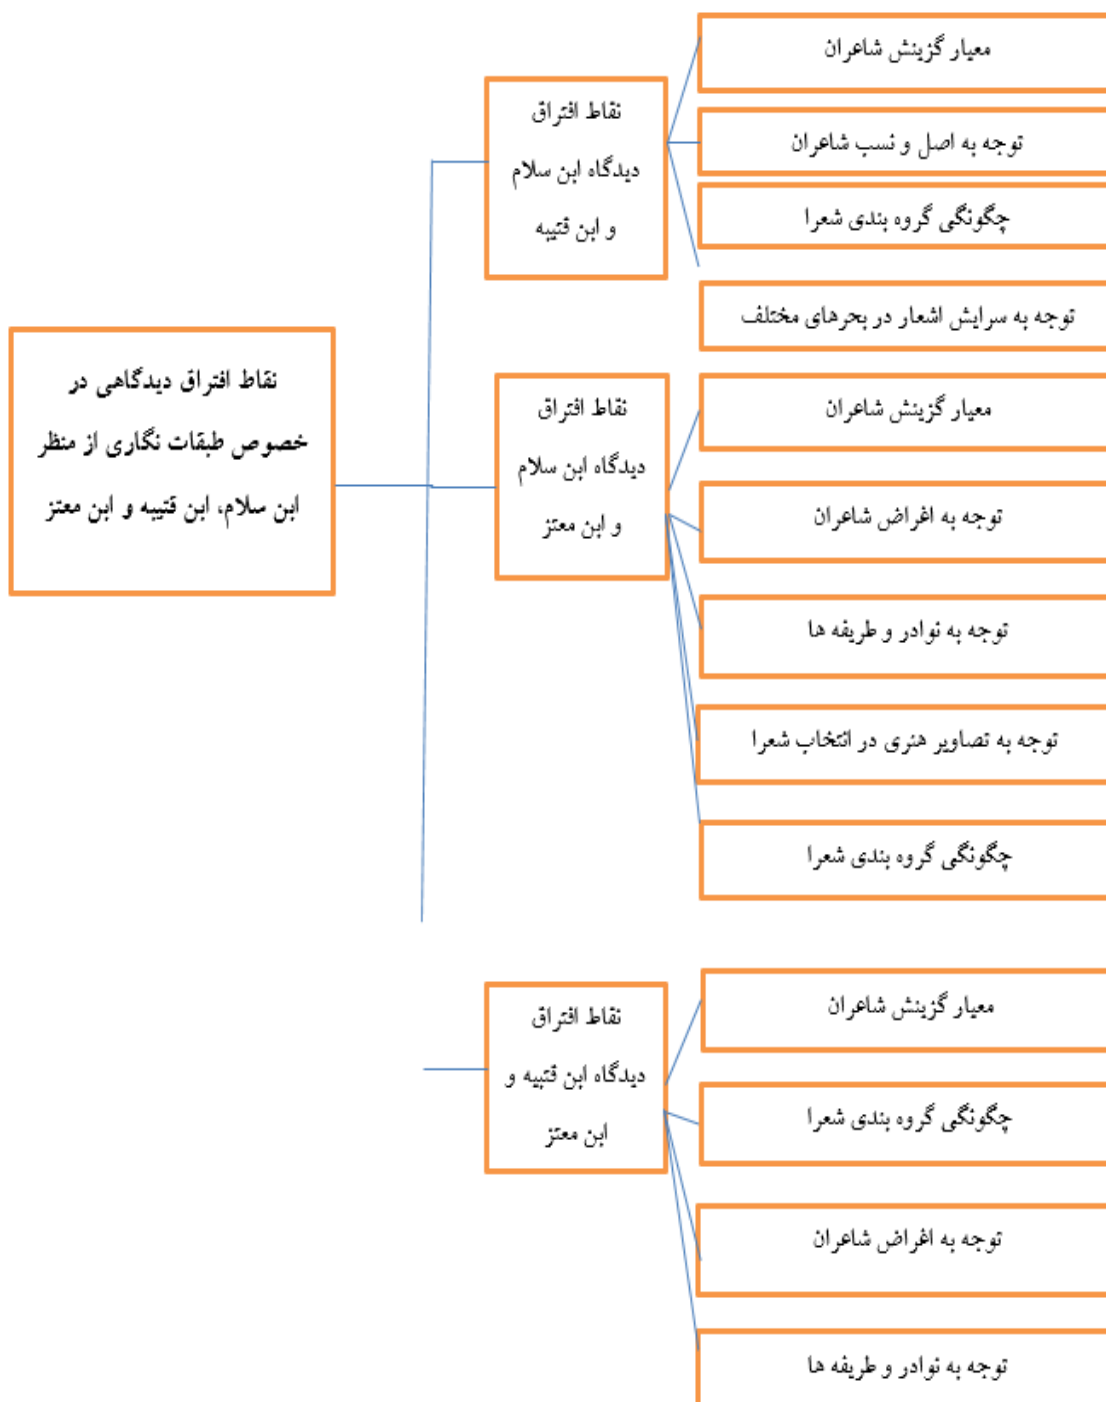 نقاط افتراق دیدگاهی در
خصوص طبقات نگاری از منظر
ابن سلام، ابن قتیبه و ابن معتز
نقاط افتراق
دیدگاه ابن سلام
و ابن قتیبه
معیار گزینش شاعران
توجه به اصل و نسب شاعران
چگونگی گروه بندی شعرا
توجه به سرایش اشعار در بحرهای مختلف
نقاط افتراق
دیدگاه ابن سلام
و ابن معتز
معیار گزینش شاعران
توجه به اغراض شاعران
توجه به نوادر و طریفه ها
توجه به تصاویر هنری در انتخاب شعرا
چگونگی گروه بندی شعرا
نقاط افتراق
دیدگاه ابن قتیبه و
ابن معتز
معیار گزینش شاعران
چگونگی گروه بندی شعرا
توجه به اغراض شاعران
توجه به نوادر و طریفه ها